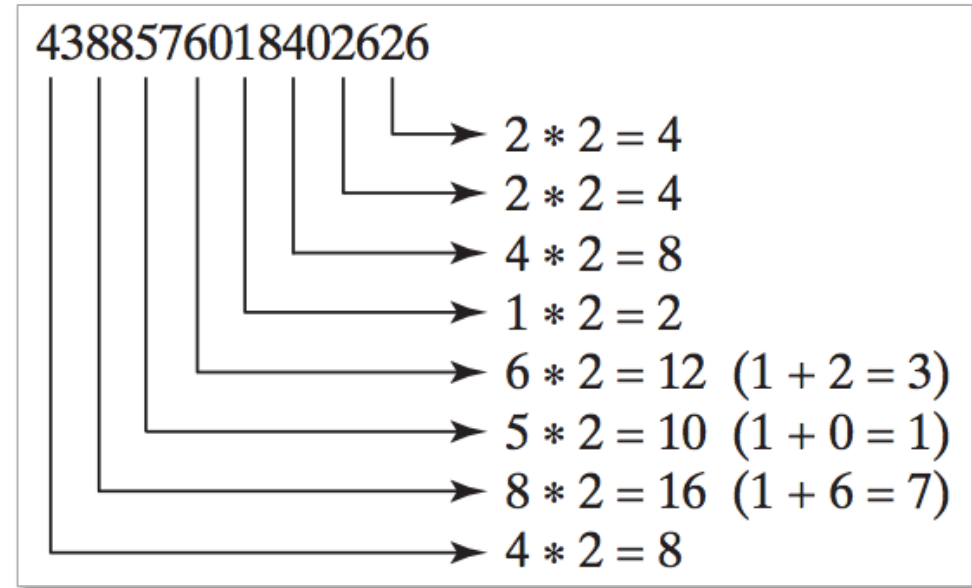 4388576018402626
2 * 2 = 4
2 * 2 = 4
4 * 2 = 8
1 * 2 = 2
6 * 2 = 12 (1 + 2 = 3)
5 * 2 = 10 (1 + 0 = 1)
8 * 2 = 16 (1 + 6 = 7)
4 * 2 = 8